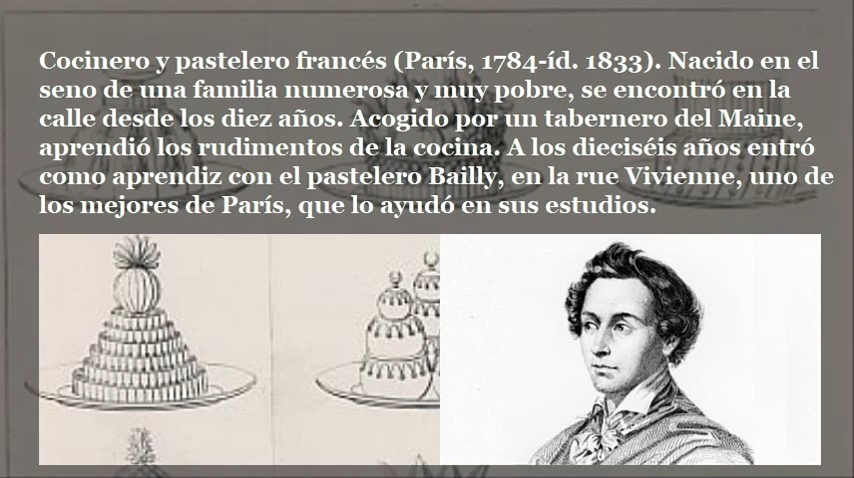 Cocinero y pastelero francés (París, 1784-íd. 1833). Nacido en el
seno de una familia numerosa y muy pobre, se encontró en la
calle desde los diez años. Acogido por un tabernero del Maine,
aprendió los rudimentos de la cocina. A los dieciséis años entró
como aprendiz con el pastelero Bailly, en la rue Vivienne, uno de
los mejores de París, que lo ayudó en sus estudios.